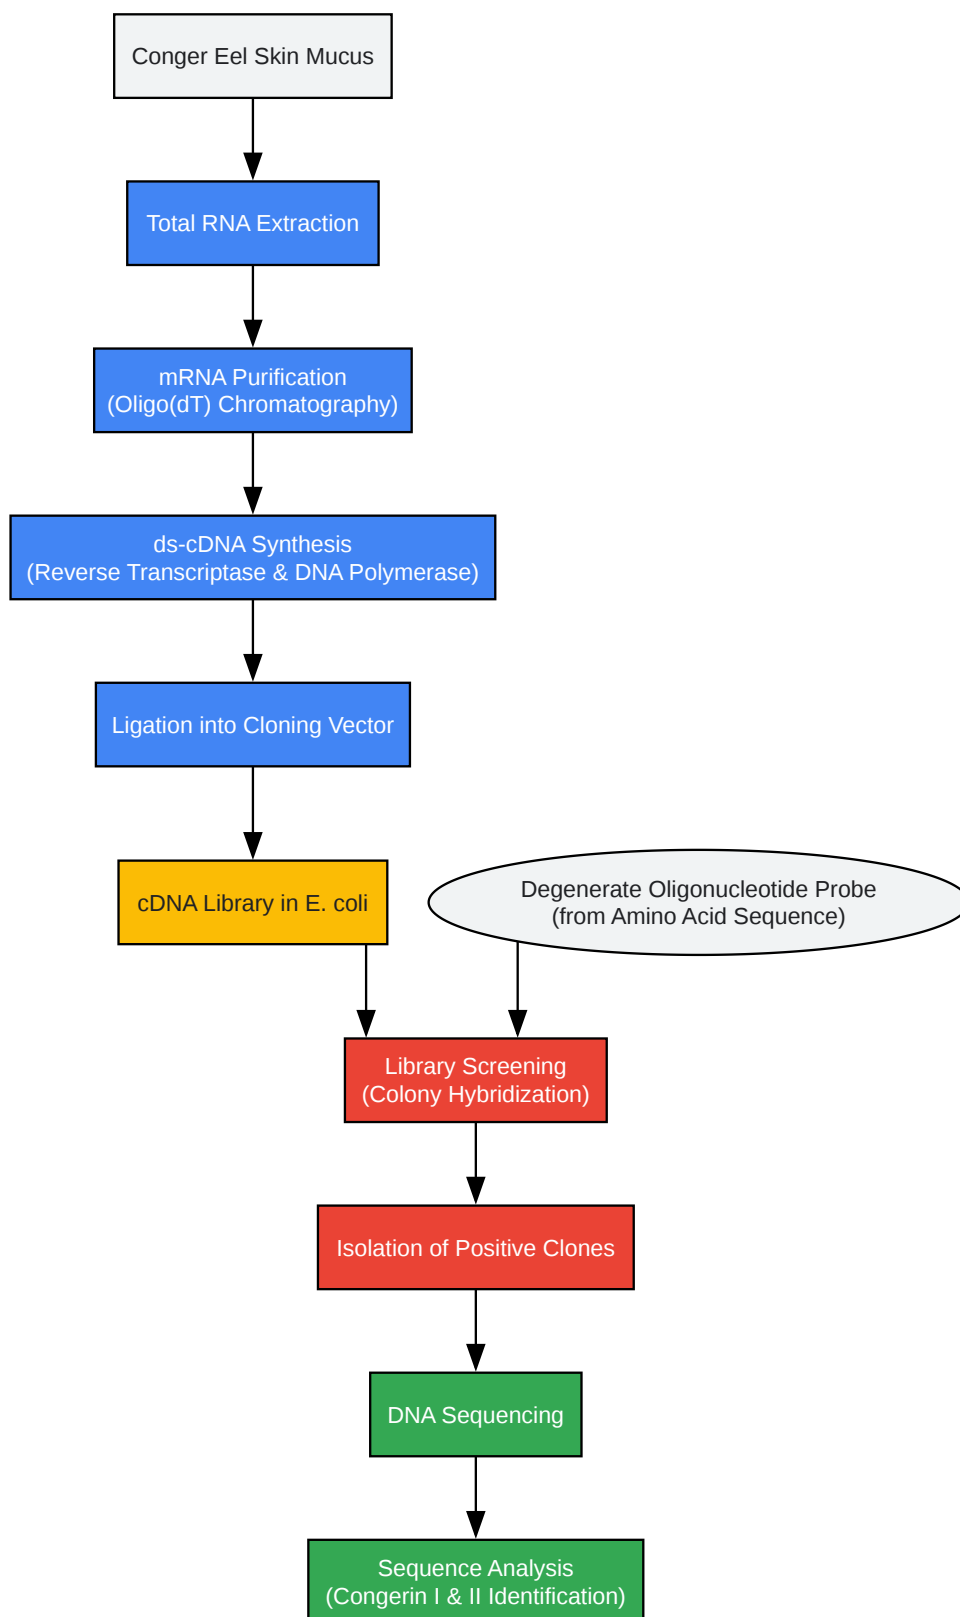 Conger Eel Skin Mucus
Total RNA Extraction
mRNA Purification
(Oligo(dT) Chromatography)
ds-cDNA Synthesis
(Reverse Transcriptase & DNA Polymerase)
Ligation into Cloning Vector
cDNA Library in E. coli
Degenerate Oligonucleotide Probe
(from Amino Acid Sequence)
Library Screening
(Colony Hybridization)
Isolation of Positive Clones
DNA Sequencing
Sequence Analysis
(Congerin I & II Identification)